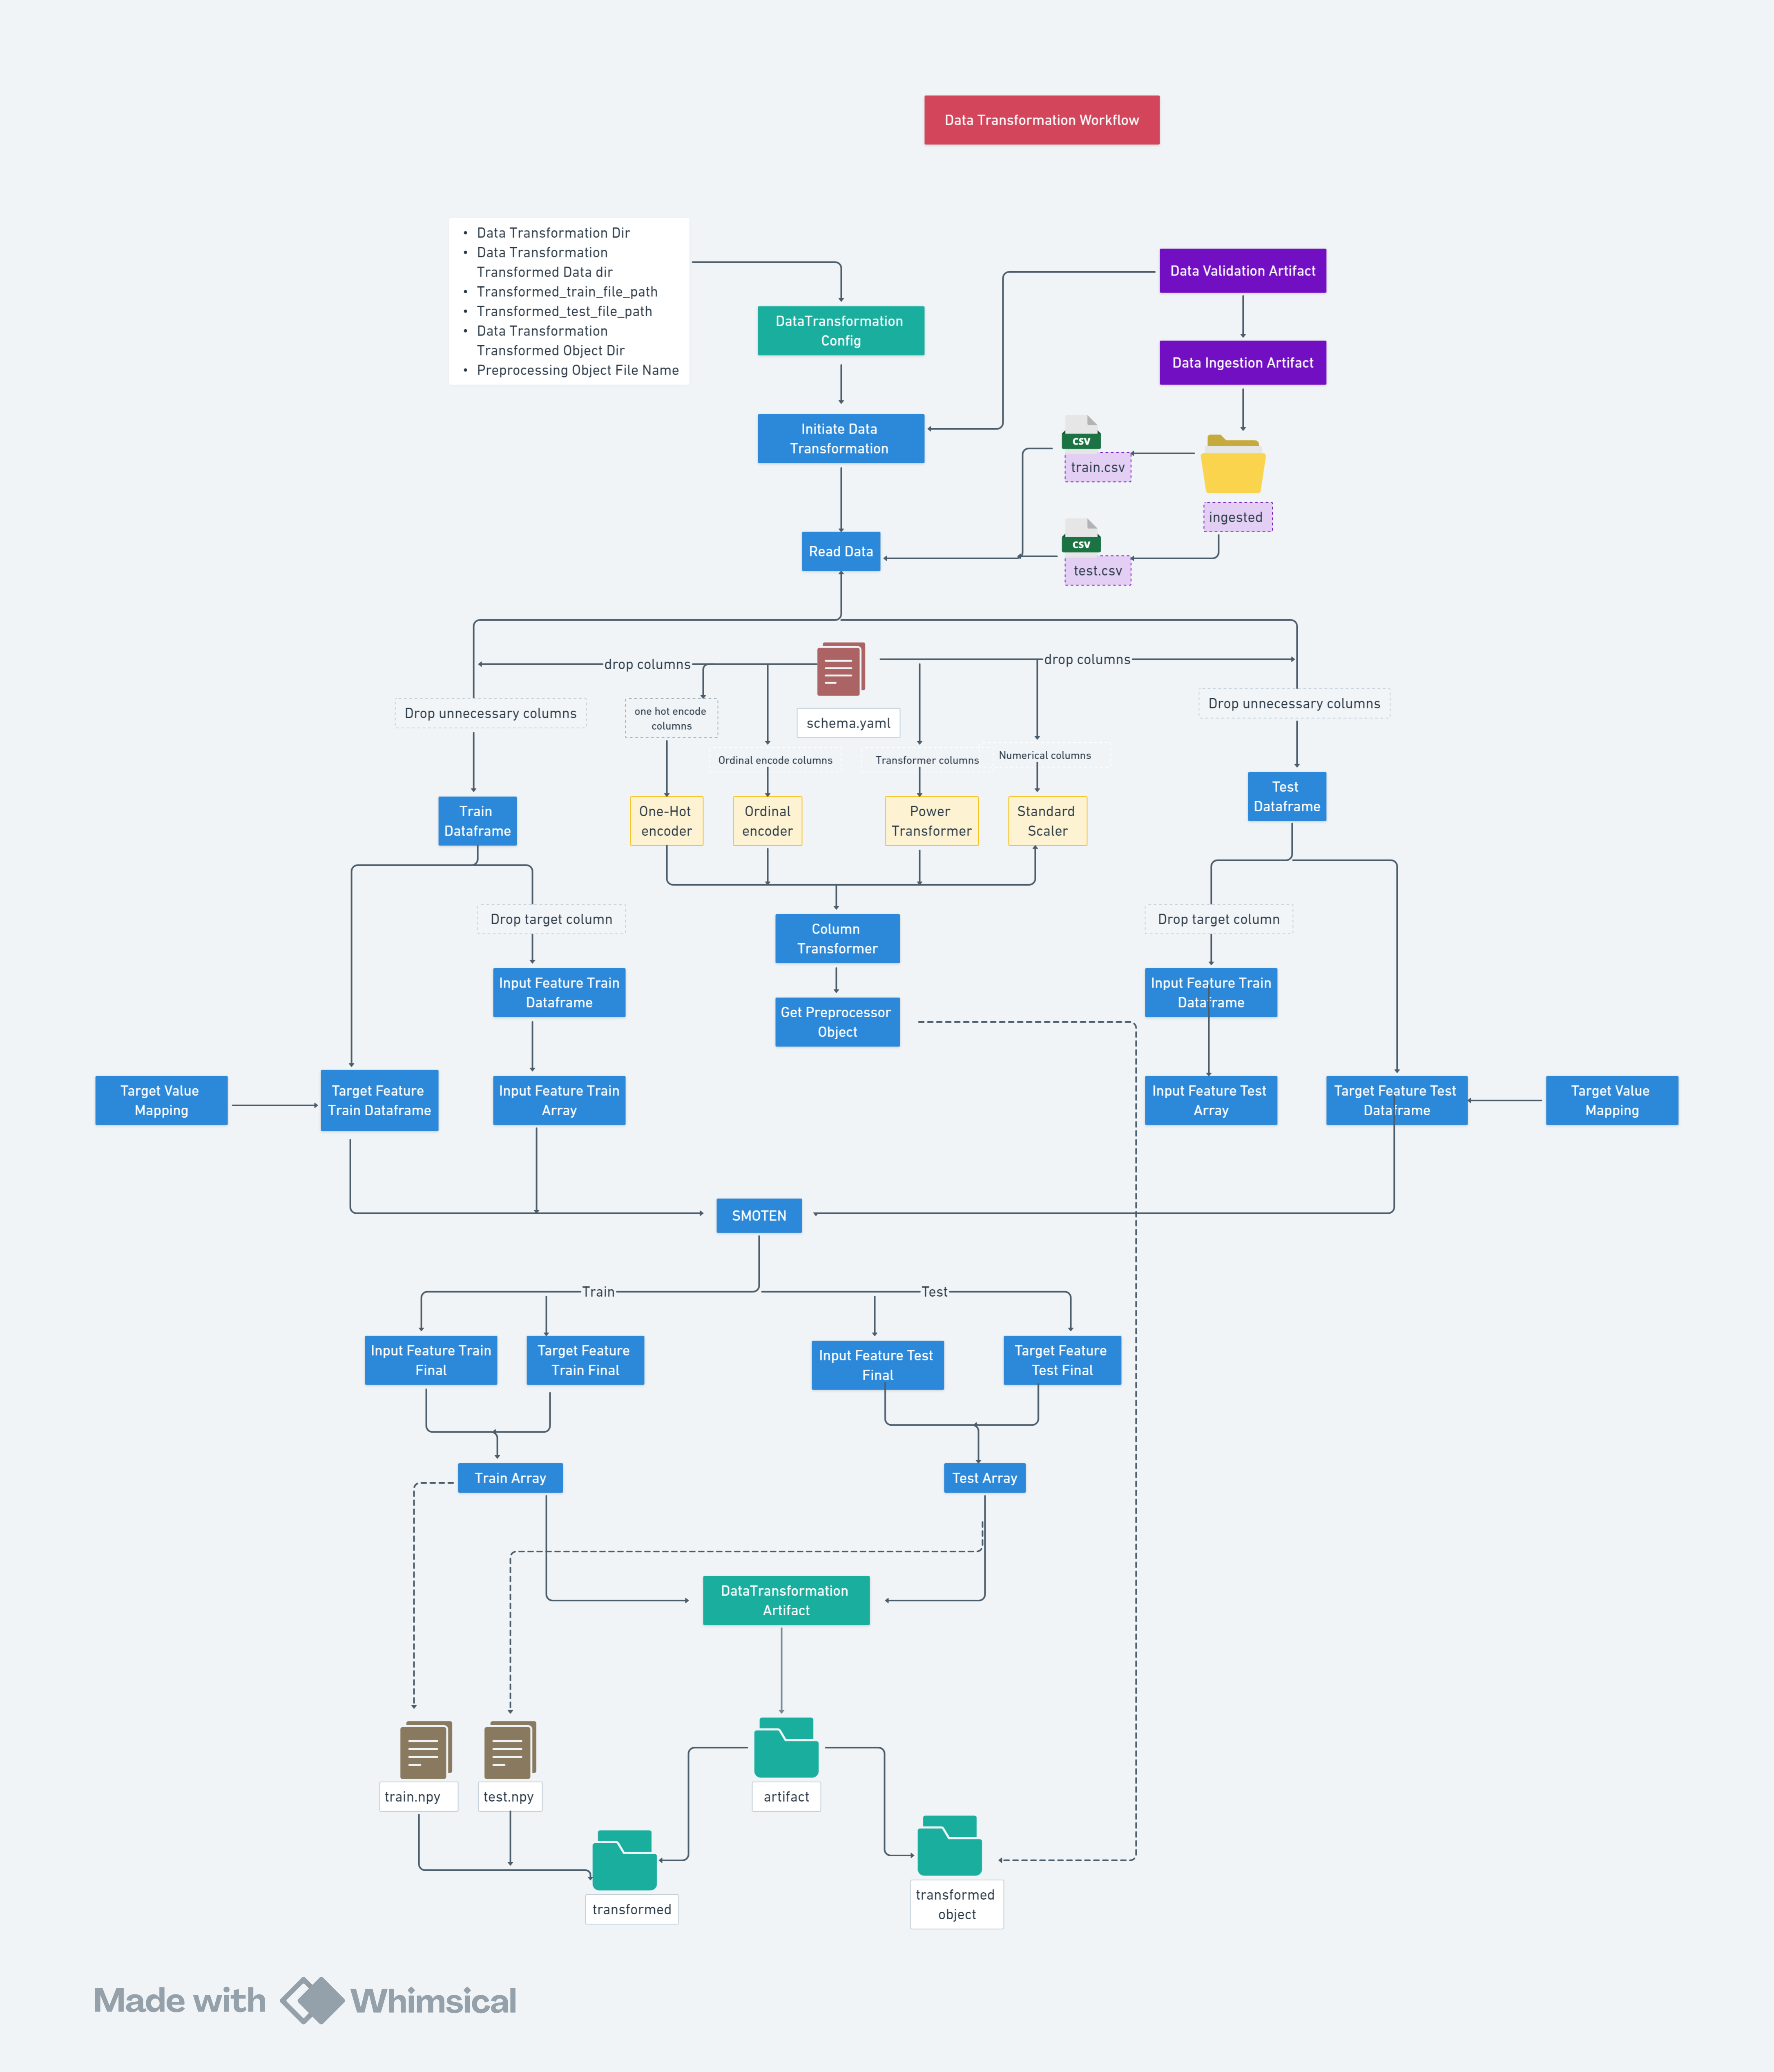 Data Transformation Workflow
• Data Transformation Dir
• Data Transformation
Transformed Data dir
• Transformed_train_file_path
• Transformed_test_file_path
• Data Transformation
Transformed Object Dir
• Preprocessing Object File Name
Data Validation Artifact
DataTransformation
Config
Data Ingestion Artifact
Initiate Data
Transformation
CSV
train.csv
ingested
Read Data
CSV
test.csv
drop columns
drop columns
Drop unnecessary columns
one hot encode
columns
schema.yaml
Drop unnecessary columns
Ordinal encode columns
Transformer columns
Numerical columns
Train
Dataframe
One-Hot
encoder
Ordinal
encoder
Power
Transformer
Standard
Scaler
Test
Dataframe
Drop target column
Column
Transformer
Drop target column
Input Feature Train
Dataframe
Get Preprocessor
Object
Input Feature Train
Dataframe
Target Value
Mapping
Target Feature
Train Dataframe
Input Feature Train
Array
Input Feature Test
Array
Target Feature Test
Dataframe
Target Value
Mapping
SMOTEN
Train
Test
Input Feature Train
Final
Target Feature
Train Final
Input Feature Test
Final
Target Feature
Test Final
Train Array
Test Array
DataTransformation
Artifact
train.npy
test.npy
artifact
transformed
transformed
object
Made with Whimsical